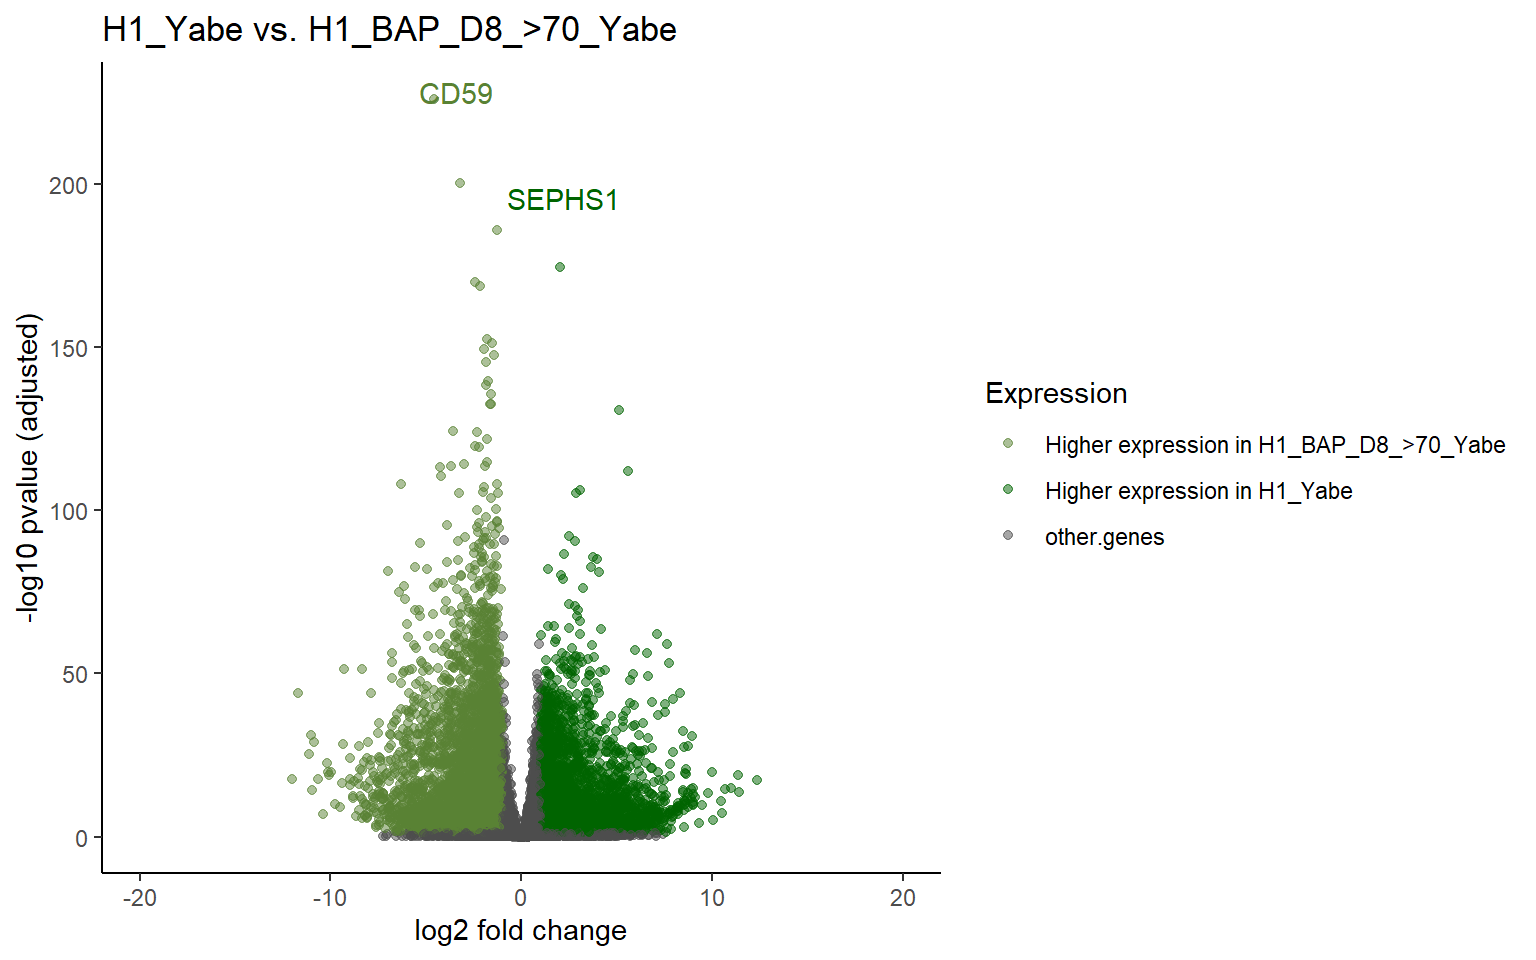 H1_Yabe vs. H1_BAP_D8_>70_Yabe
CD59
SEPHS1
-log10 pvalue (adjusted)
200
150
100
50
0
-20
-10
0
10
20
log2 fold change
Expression
Higher expression in H1_BAP_D8_>70_Yabe
Higher expression in H1_Yabe
other.genes